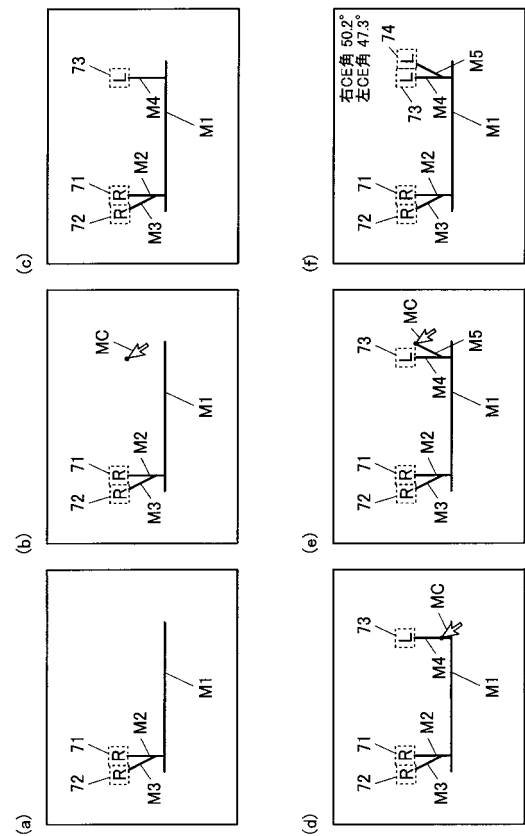 (a)
72
71
R R
M2
M3
M1
(b)
72
71
R R
MC
M2
M3
M1
(c)
72
71
73
R R
L
M2
M4
M3
M1
(d)
72
71
73
R R
L
MC
M2
M4
M3
M1
(e)
72
71
73
R R
L
MC
M2
M4
M5
M3
M1
(f)
右CE角 50.2°
左CE角 47.3°
72
71
73
74
R R
L L
M2
M4
M5
M3
M1